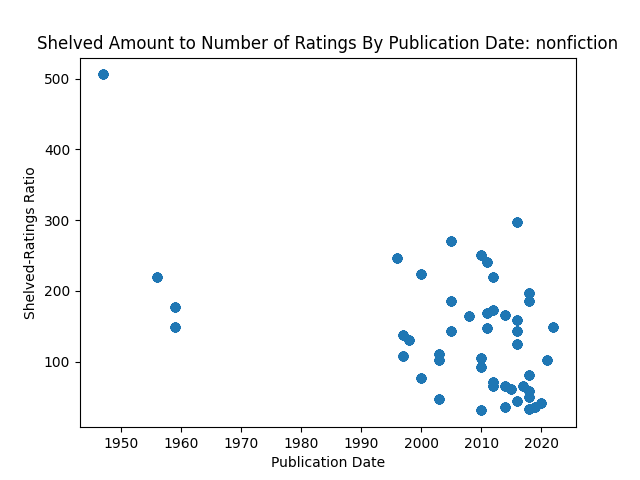 Shelved Amount to Number of Ratings By Publication Date: nonfiction
500
400
300
200
100
Shelved-Ratings Ratio
1950 1960 1970 1980 1990 2000 2010 2020
Publication Date